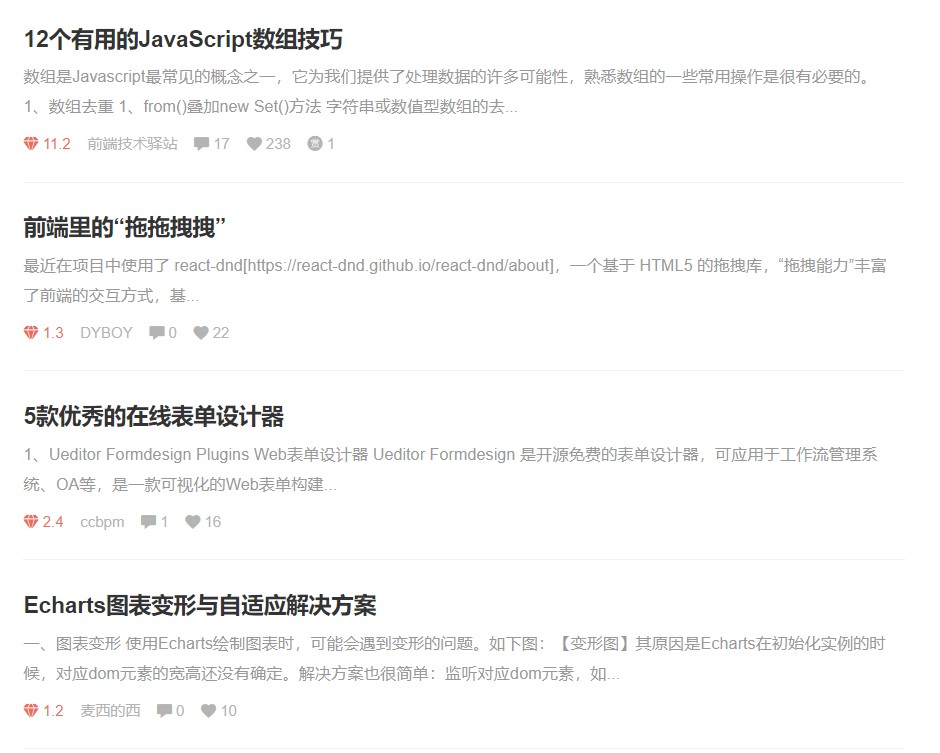 12个有用的JavaScript数组技巧
数组是Javascript最常见的概念之一，它为我们提供了处理数据的许多可能性，熟悉数组的一些常用操作是很有必要的。
1、数组去重 1、from()叠加new Set()方法 字符串或数值型数组的去...
11.2 前端技术驿站 17 238 赏 1
前端里的“拖拖拽拽”
最近在项目中使用了 react-dnd[https://react-dnd.github.io/react-dnd/about]，一个基于 HTML5 的拖拽库，“拖拽能力”丰富
了前端的交互方式，基...
1.3 DYBOY 0 22
5款优秀的在线表单设计器
1、Ueditor Formdesign Plugins Web表单设计器 Ueditor Formdesign 是开源免费的表单设计器，可应用于工作流管理系
统、OA等，是一款可视化的Web表单构建...
2.4 ccbpm 1 16
Echarts图表变形与自适应解决方案
一、图表变形 使用Echarts绘制图表时，可能会遇到变形的问题。如下图：【变形图】其原因是Echarts在初始化实例的时
候，对应dom元素的宽高还没有确定。解决方案也很简单：监听对应dom元素，如...
1.2 麦西的西 0 10